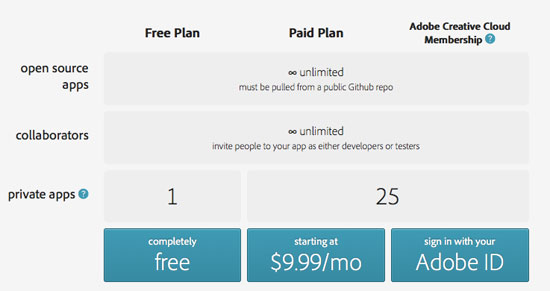 Free Plan
Paid Plan
Adobe Creative Cloud
Membership ?
open source
apps
∞ unlimited
must be pulled from a public Github repo
collaborators
∞ unlimited
invite people to your app as either developers or testers
private apps ?
1
25
completely
free
starting at
$9.99/mo
sign in with your
Adobe ID